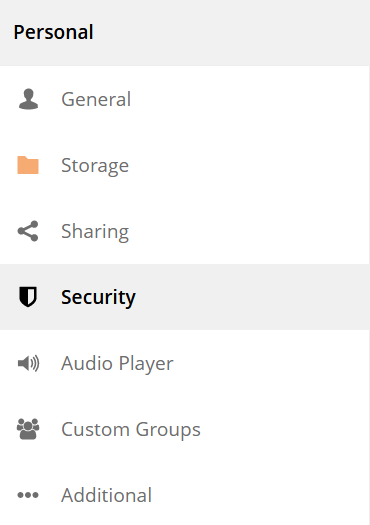 Personal
General
Storage
Sharing
Security
Audio Player
Custom Groups
Additional